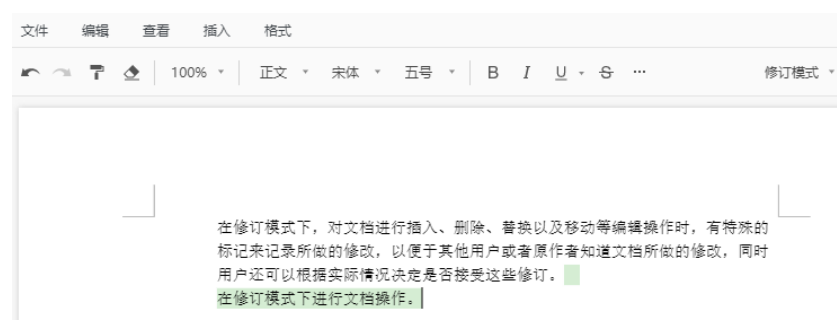 文件 编辑 查看 插入 格式
100% 正文 宋体 五号 B I U S ... 修订模式
在修订模式下，对文档进行插入、删除、替换以及移动等编辑操作时，有特殊的
标记来记录所做的修改，以便于其他用户或者原作者知道文档所做的修改，同时
用户还可以根据实际情况决定是否接受这些修订。
在修订模式下进行文档操作。